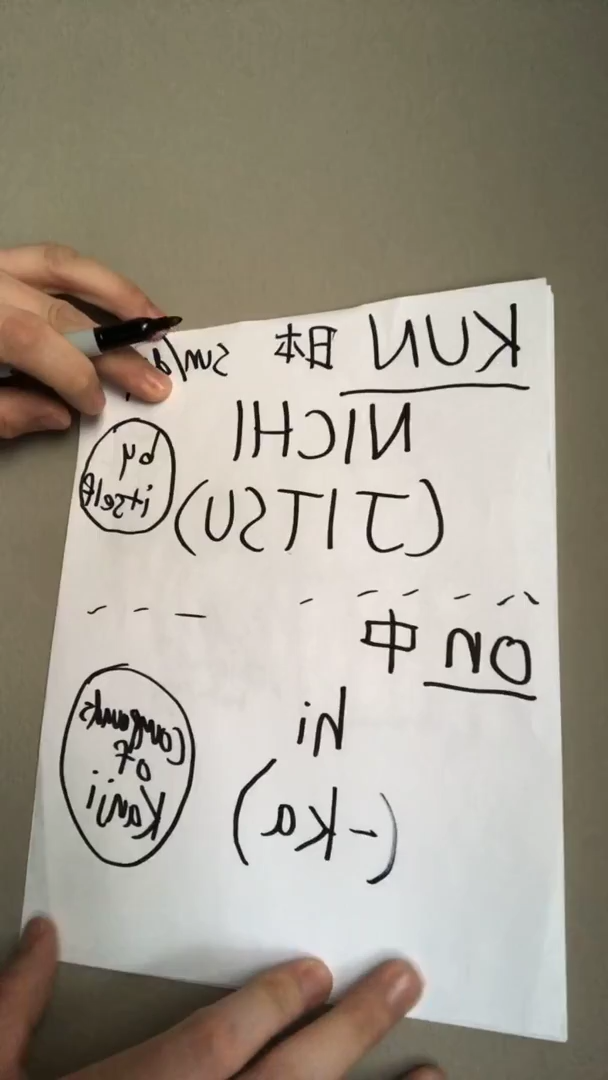 KUN 日本 sun/
NICHI
(JITSU)
by
itself
on 中
hi
(-ka)
Compounds
of
Kanji